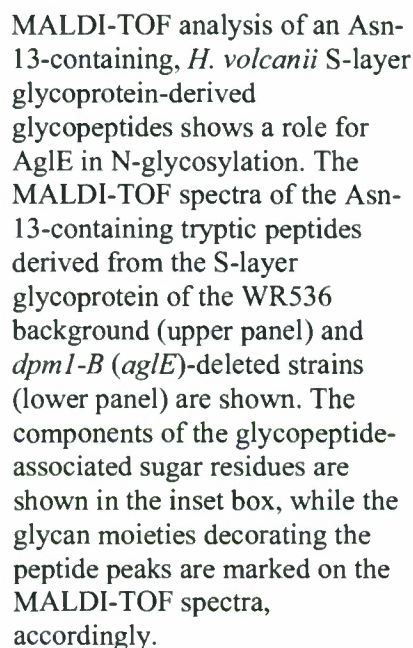 MALDI-TOF analysis of an Asn-
13-containing, H. volcanii S-layer
glycoprotein-derived
glycopeptides shows a role for
AglE in N-glycosylation. The
MALDI-TOF spectra of the Asn-
13-containing tryptic peptides
derived from the S-layer
glycoprotein of the WR536
background (upper panel) and
dpm1-B (aglE)-deleted strains
(lower panel) are shown. The
components of the glycopeptide-
associated sugar residues are
shown in the inset box, while the
glycan moieties decorating the
peptide peaks are marked on the
MALDI-TOF spectra,
accordingly.